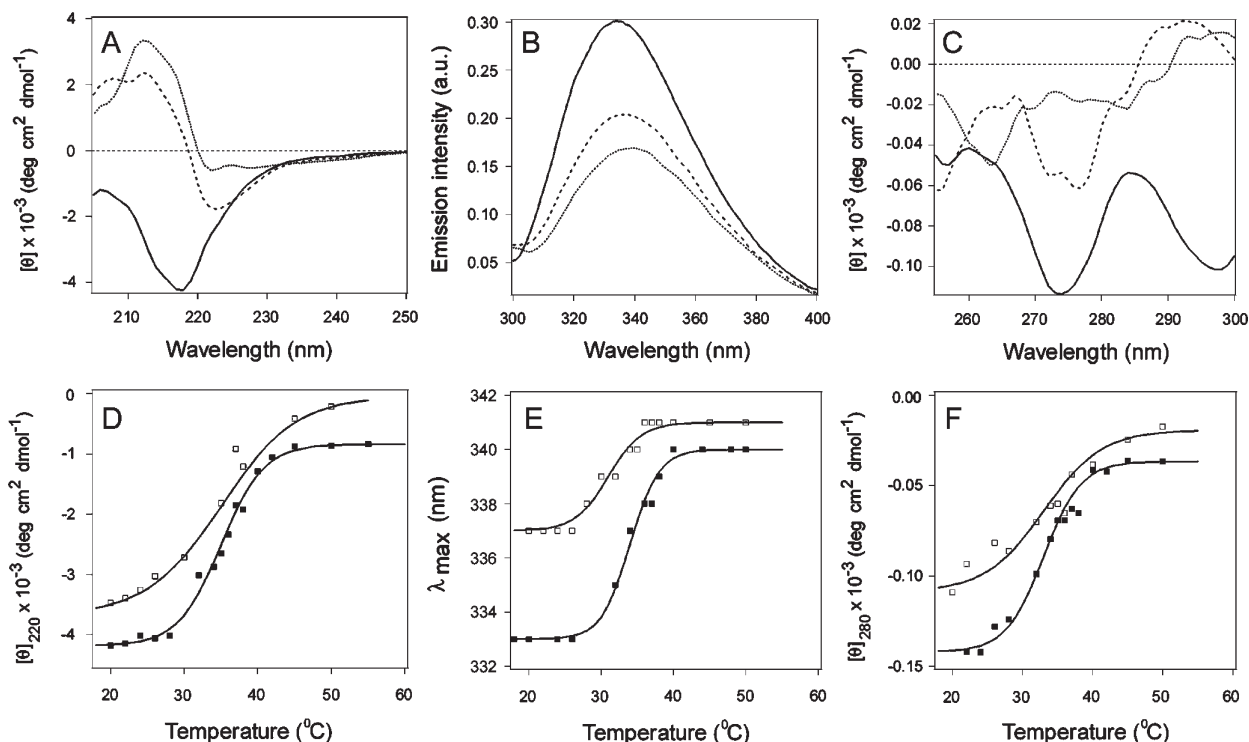 A
[θ] x 10⁻³ (deg cm² dmol⁻¹)
4
2
0
-2
-4
210 220 230 240 250
Wavelength (nm)
B
Emission intensity (a.u.)
0.30
0.25
0.20
0.15
0.10
0.05
300 320 340 360 380 400
Wavelength (nm)
C
[θ] x 10⁻³ (deg cm² dmol⁻¹)
0.02
0.00
-0.02
-0.04
-0.06
-0.08
-0.10
260 270 280 290 300
Wavelength (nm)
D
[θ]₂₂₀ x 10⁻³ (deg cm² dmol⁻¹)
-0
-1
-2
-3
-4
20 30 40 50 60
Temperature (⁰C)
E
λ max (nm)
342
340
338
336
334
332
20 30 40 50 60
Temperature (⁰C)
F
[θ]₂₈₀ x 10⁻³ (deg cm² dmol⁻¹)
0.00
-0.05
-0.10
-0.15
20 30 40 50 60
Temperature (⁰C)